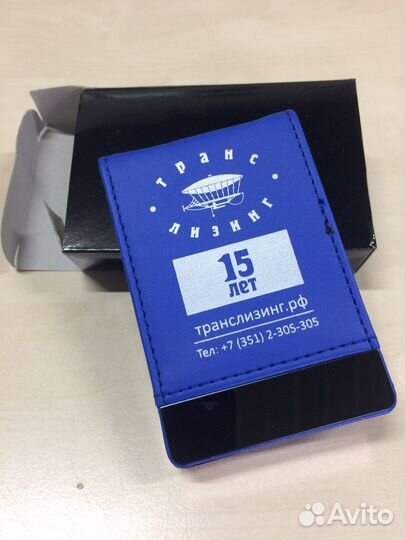 транс
лизинг
15
лет
транслизинг.рф
Тел: +7 (351) 2-305-305
Avito